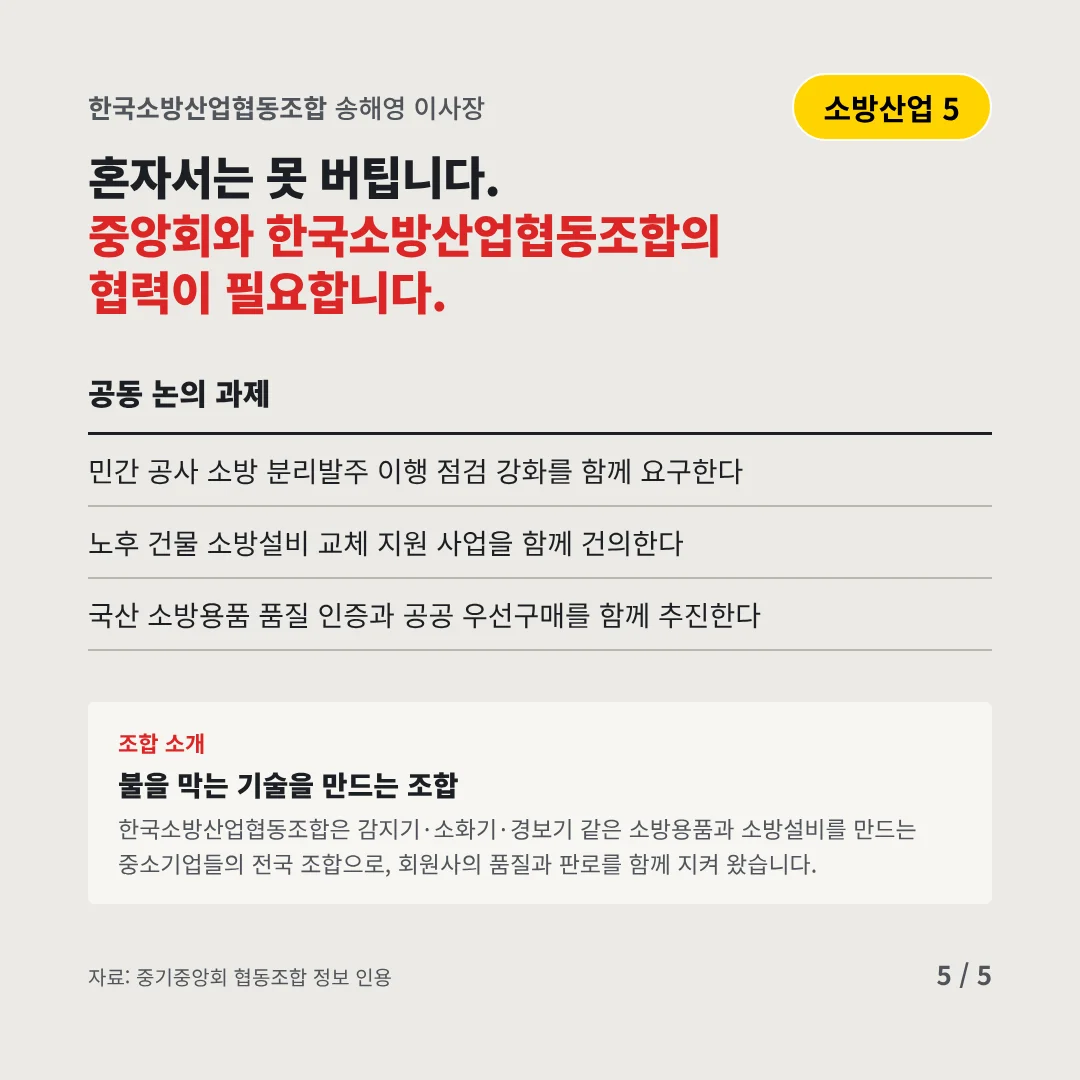 한국소방산업협동조합 송해영 이사장
소방산업 5
혼자서는 못 버팁니다.
중앙회와 한국소방산업협동조합의
협력이 필요합니다.
공동 논의 과제
민간 공사 소방 분리발주 이행 점검 강화를 함께 요구한다
노후 건물 소방설비 교체 지원 사업을 함께 건의한다
국산 소방용품 품질 인증과 공공 우선구매를 함께 추진한다
조합 소개
불을 막는 기술을 만드는 조합
한국소방산업협동조합은 감지기·소화기·경보기 같은 소방용품과 소방설비를 만드는
중소기업들의 전국 조합으로, 회원사의 품질과 판로를 함께 지켜 왔습니다.
자료: 중기중앙회 협동조합 정보 인용
5 / 5